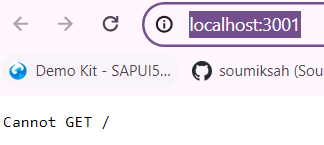 localhost:3001
Demo Kit - SAPUI5...
soumiksah (Sou
Cannot GET /